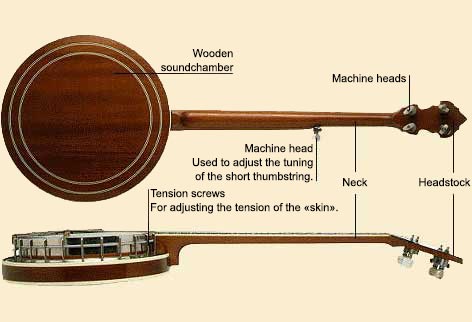 Wooden
soundchamber
Machine heads
Machine head
Used to adjust the tuning
of the short thumbstring.
Neck
Headstock
Tension screws
For adjusting the tension of the «skin».